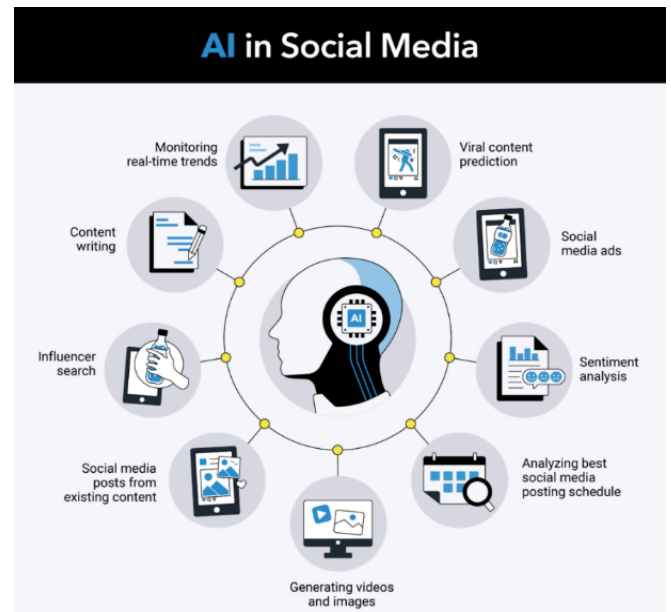 AI in Social Media
Monitoring
real-time trends
Viral content
prediction
Content
writing
Social
media ads
Influencer
search
AI
Sentiment
analysis
Social media
posts from
existing content
Analyzing best
social media
posting schedule
Generating videos
and images